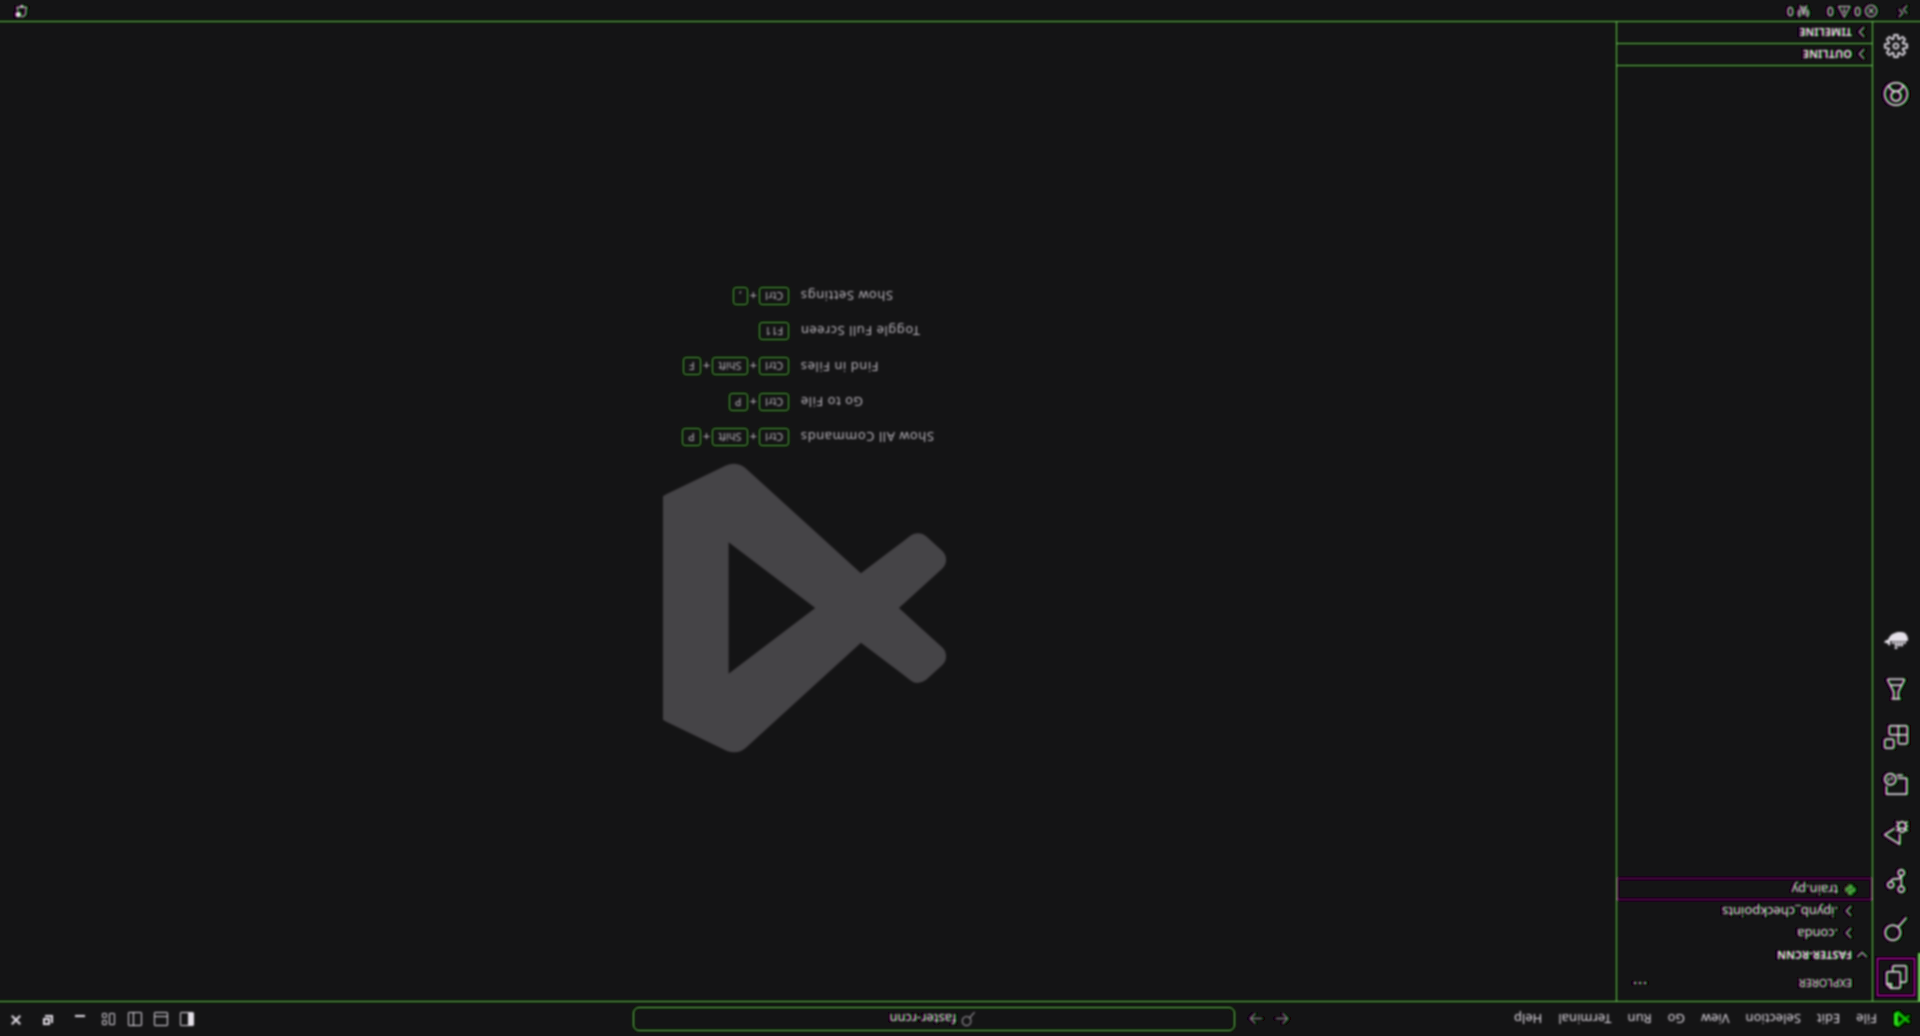 File Edit Selection View Go Run Terminal Help
faster-rcnn
EXPLORER
FASTER-RCNN
.conda
.ipynb_checkpoints
train.py
Show All Commands Ctrl + Shift + P
Go to File Ctrl + P
Find in Files Ctrl + Shift + F
Toggle Full Screen F11
Show Settings Ctrl + ,
OUTLINE
TIMELINE
0 0 0